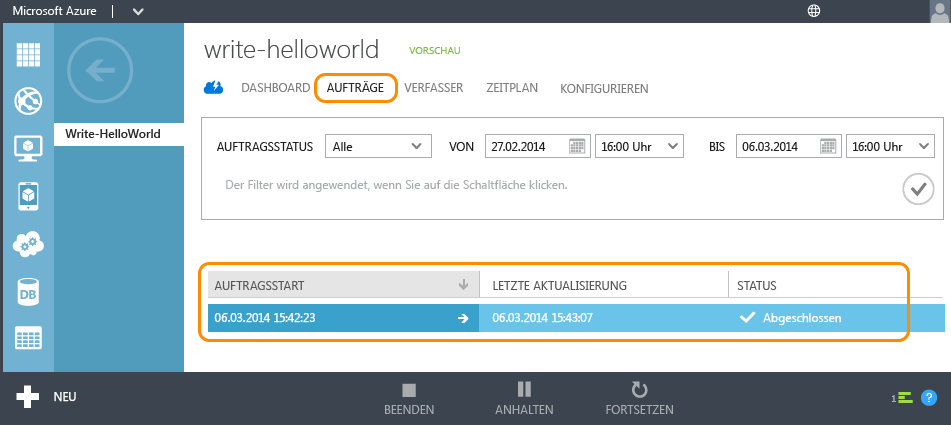 Microsoft Azure
write-helloworld VORSCHAU
DASHBOARD AUFTRÄGE VERFASSER ZEITPLAN KONFIGURIEREN
Write-HelloWorld
AUFTRAGSSTATUS Alle VON 27.02.2014 16:00 Uhr BIS 06.03.2014 16:00 Uhr
Der Filter wird angewendet, wenn Sie auf die Schaltfläche klicken.
AUFTRAGSSTART LETZTE AKTUALISIERUNG STATUS
06.03.2014 15:42:23 06.03.2014 15:43:07 Abgeschlossen
DB
NEU BEENDEN ANHALTEN FORTSETZEN 1 ?